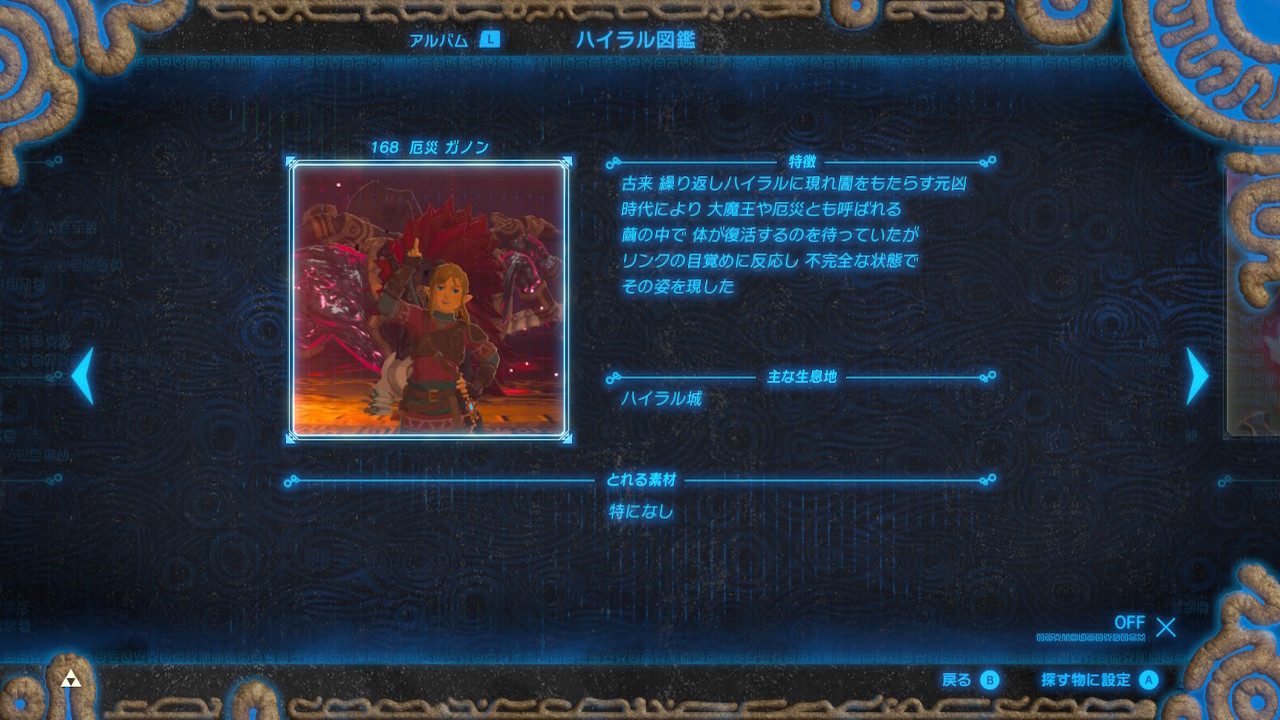 アルバム L
ハイラル図鑑
168 厄災 ガノン
特徴
古来 繰り返しハイラルに現れ闇をもたらす元凶
時代により 大魔王や厄災とも呼ばれる
繭の中で 体が復活するのを待っていたが
リンクの目覚めに反応し 不完全な状態で
その姿を現した
主な生息地
ハイラル城
とれる素材
特になし
OFF
戻る B
探す物に設定 A